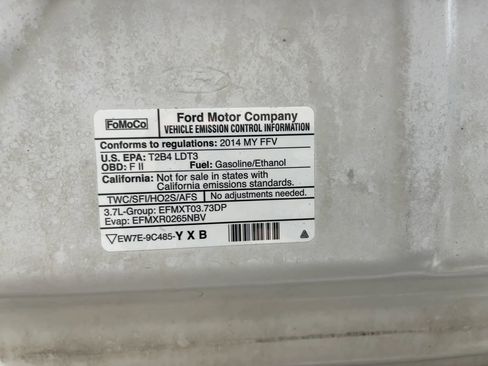 FoMoCo
Ford Motor Company
VEHICLE EMISSION CONTROL INFORMATION
Conforms to regulations: 2014 MY FFV
U.S. EPA: T2B4 LDT3
OBD: F II Fuel: Gasoline/Ethanol
California: Not for sale in states with
California emissions standards.
TWC/SFI/HO2S/AFS No adjustments needed.
3.7L-Group: EFMXT03.73DP
Evap: EFMXR0265NBV
EW7E-9C485-Y X B